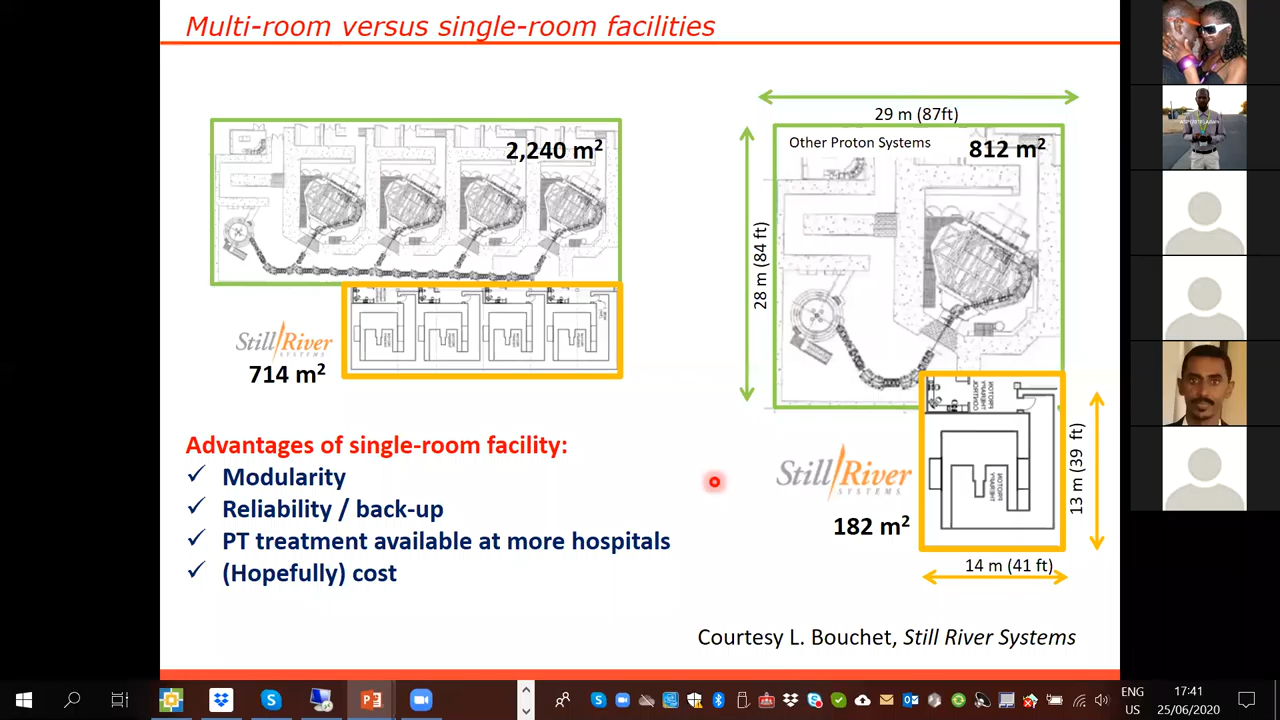 Multi-room versus single-room facilities
2,240 m²
Still River
SYSTEMS
714 m²
29 m (87ft)
Other Proton Systems
812 m²
28 m (84 ft)
Still River
SYSTEMS
182 m²
13 m (39 ft)
14 m (41 ft)
Advantages of single-room facility:
✓ Modularity
✓ Reliability / back-up
✓ PT treatment available at more hospitals
✓ (Hopefully) cost
Courtesy L. Bouchet, Still River Systems
ENG
US
17:41
25/06/2020